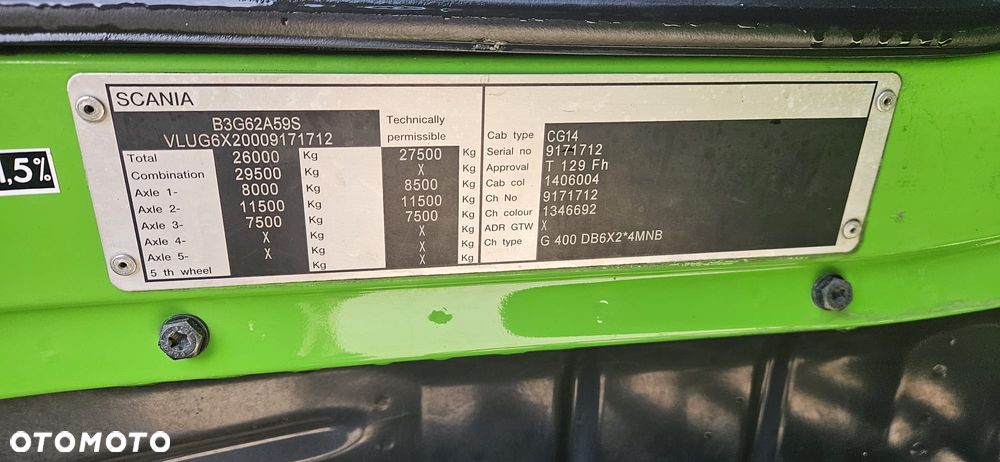 SCANIA
B3G62A59S
VLUG6X20009171712
Technically
permissible
Total 26000 Kg 27500 Kg
Combination 29500 Kg X Kg
Axle 1- 8000 Kg 8500 Kg
Axle 2- 11500 Kg 11500 Kg
Axle 3- 7500 Kg 7500 Kg
Axle 4- X Kg X Kg
Axle 5- X Kg X Kg
5 th wheel X Kg X Kg
Cab type CG14
Serial no 9171712
Approval T 129 Fh
Cab col 1406004
Ch No 9171712
Ch colour 1346692
ADR GTW X
Ch type G 400 DB6X2*4MNB
1,5%
OTOMOTO